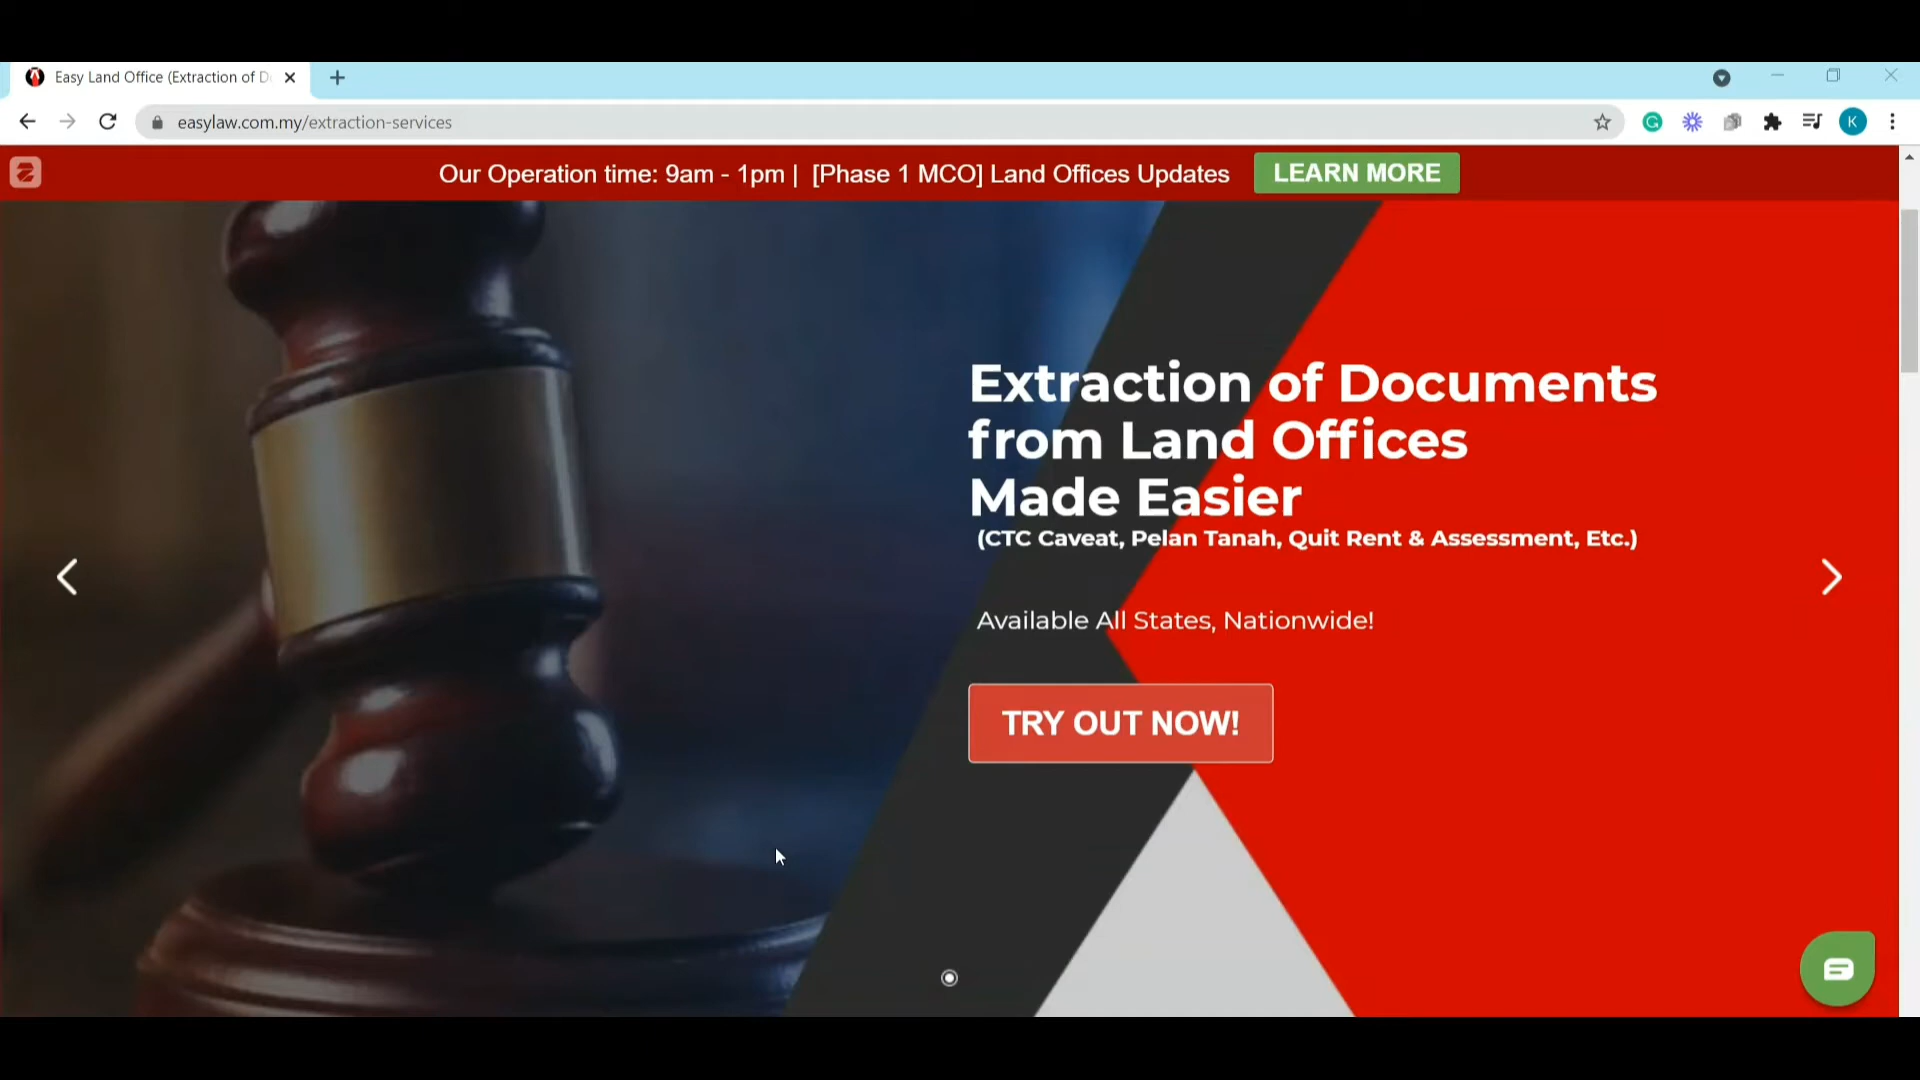 Easy Land Office (Extraction of D
easylaw.com.my/extraction-services
K
Our Operation time: 9am - 1pm | [Phase 1 MCO] Land Offices Updates
LEARN MORE
Extraction of Documents
from Land Offices
Made Easier
(CTC Caveat, Pelan Tanah, Quit Rent & Assessment, Etc.)
Available All States, Nationwide!
TRY OUT NOW!